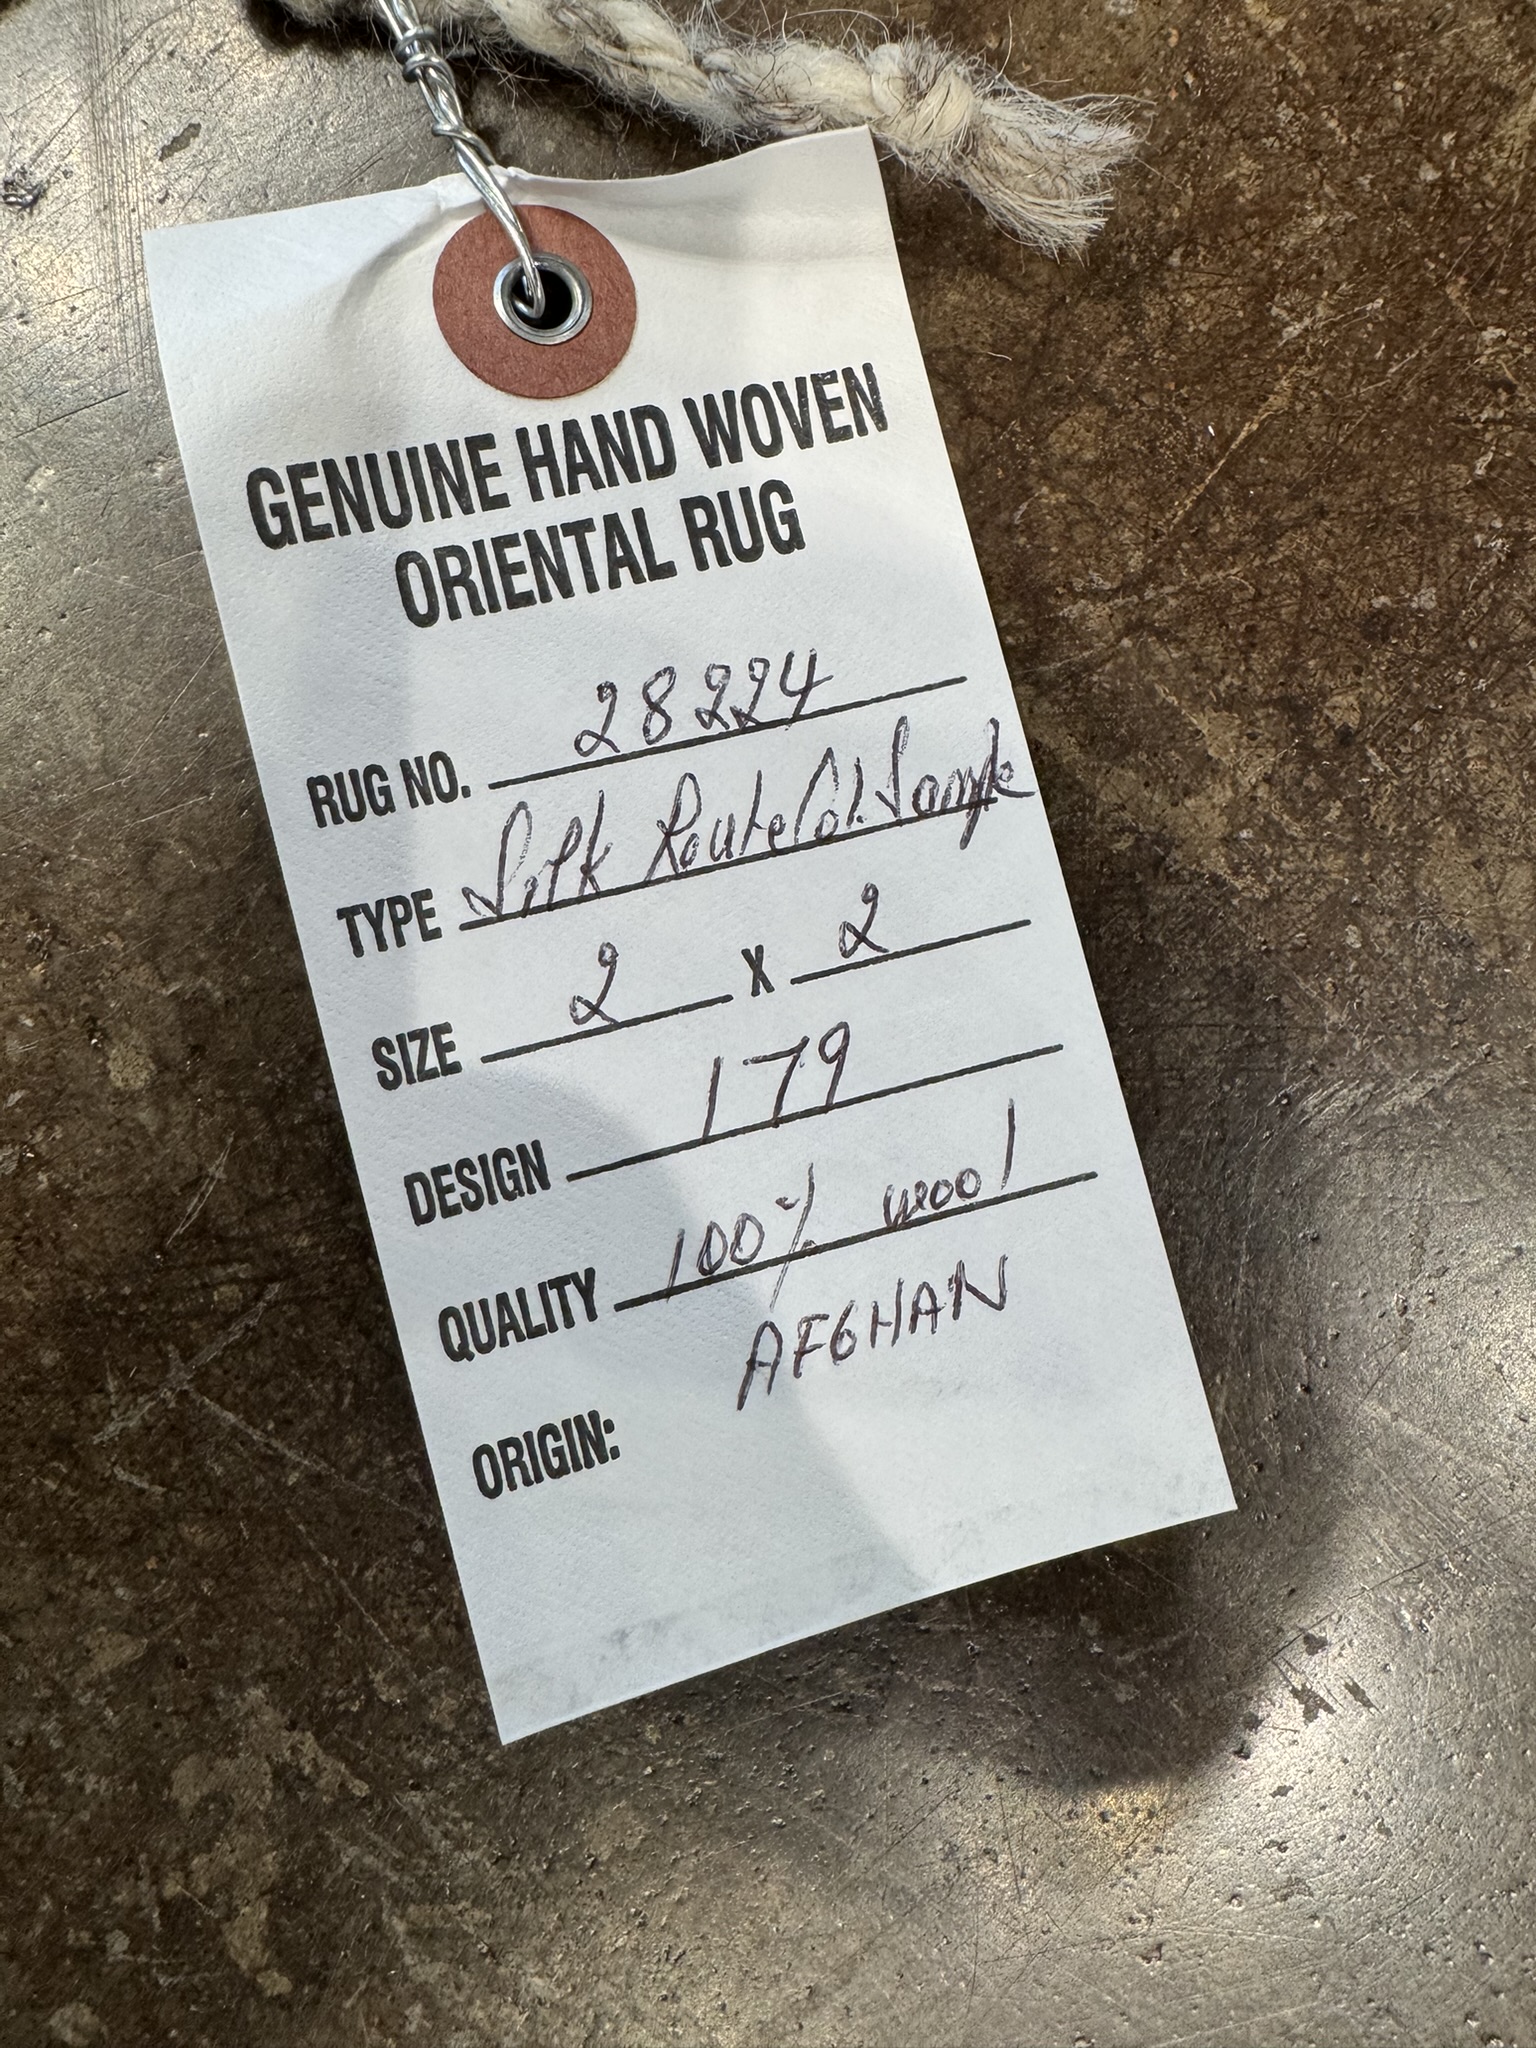 GENUINE HAND WOVEN
ORIENTAL RUG
RUG NO. 28224
TYPE Silk Route Col. Sample
SIZE 2 X 2
DESIGN 179
QUALITY 100% wool
ORIGIN: AFGHAN